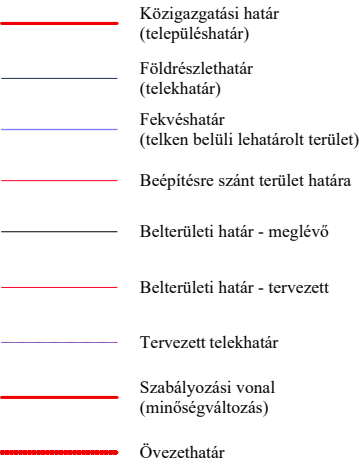 Közigazgatási határ
(településhatár)
Földrészlethatár
(telekhatár)
Fekvéshatár
(telken belüli lehatárolt terület)
Beépítésre szánt terület határa
Belterületi határ - meglévő
Belterületi határ - tervezett
Tervezett telekhatár
Szabályozási vonal
(minőségváltozás)
Övezethatár